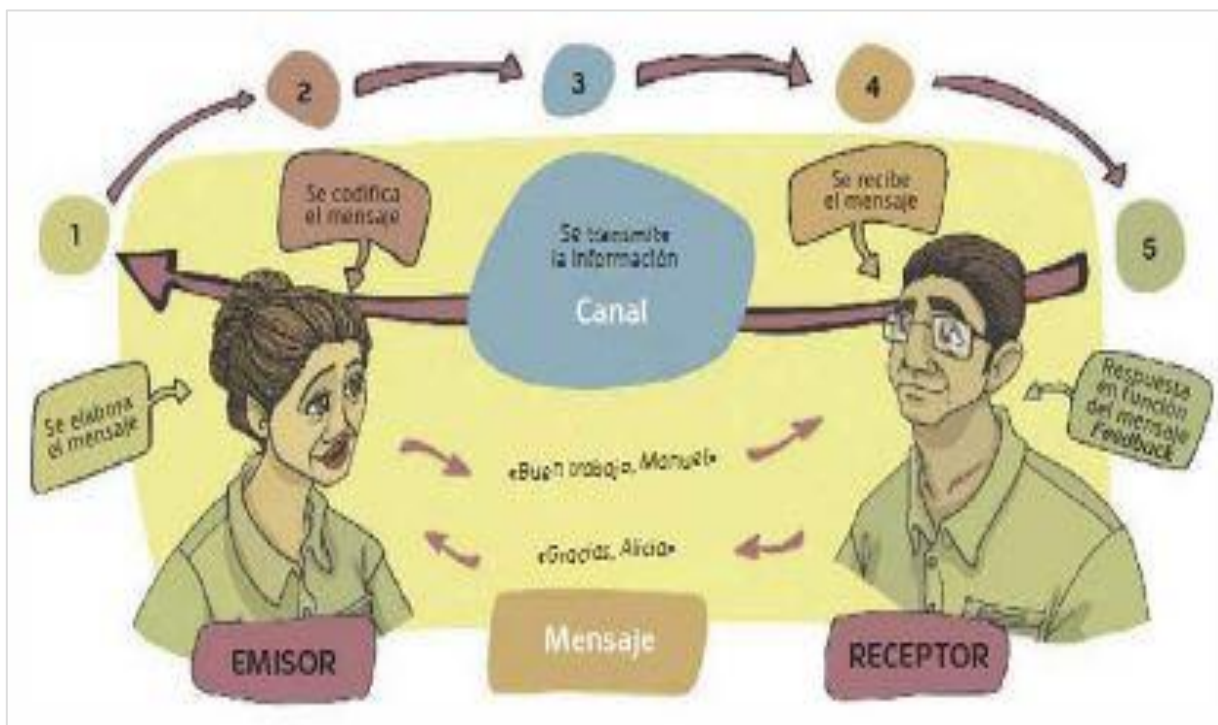 1
2
3
4
5
Se elabora
el mensaje
Se codifica
el mensaje
Se transmite
la información
Canal
Se recibe
el mensaje
Respuesta
en función
del mensaje
Feedback
«Buen trabajo, Manuel»
«Gracias, Alicia»
EMISOR
Mensaje
RECEPTOR